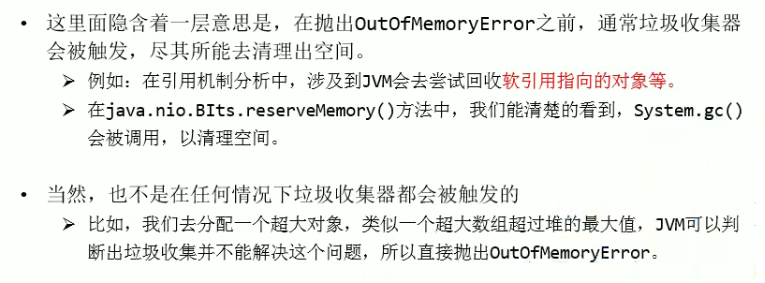 • 这里面隐含着一层意思是，在抛出OutOfMemoryError之前，通常垃圾收集器
会被触发，尽其所能去清理出空间。
➢ 例如：在引用机制分析中，涉及到JVM会去尝试回收软引用指向的对象等。
➢ 在java.nio.BIts.reserveMemory()方法中，我们能清楚的看到，System.gc()
会被调用，以清理空间。
• 当然，也不是在任何情况下垃圾收集器都会被触发的
➢ 比如，我们去分配一个超大对象，类似一个超大数组超过堆的最大值，JVM可以判
断出垃圾收集并不能解决这个问题，所以直接抛出OutOfMemoryError。